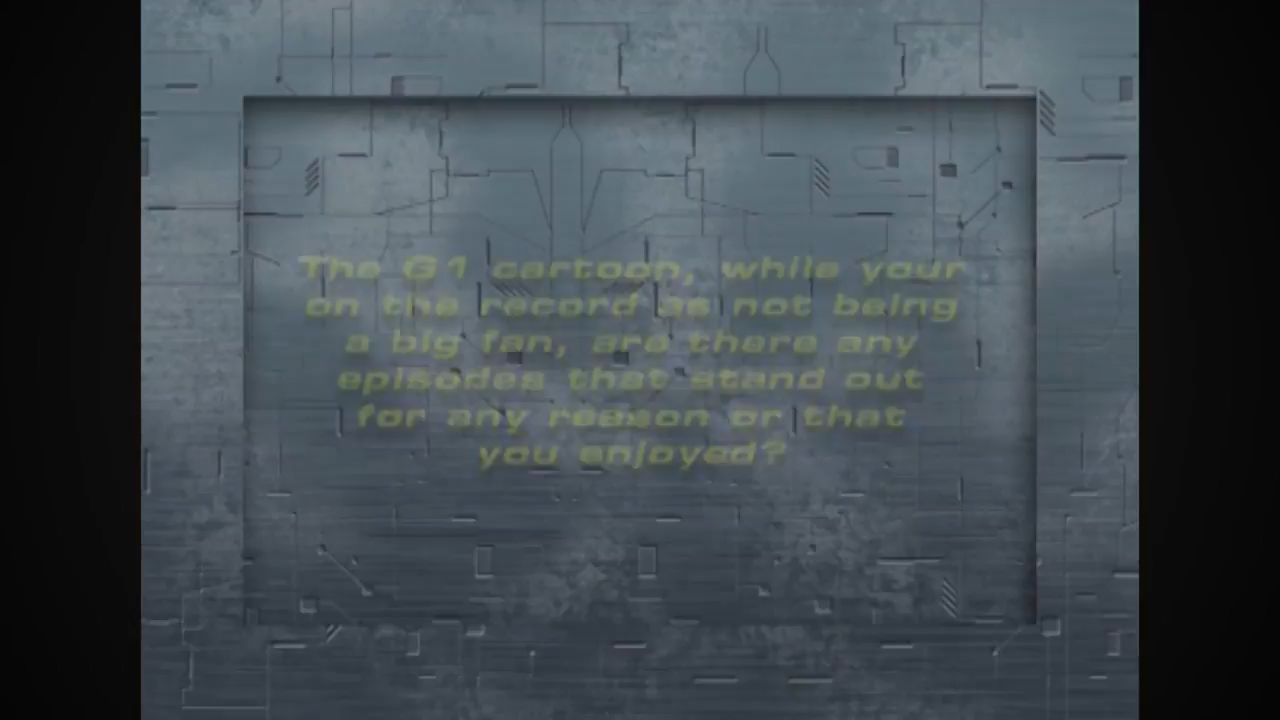 The G1 cartoon, while your
on the record as not being
a big fan, are there any
episodes that stand out
for any reason or that
you enjoyed?